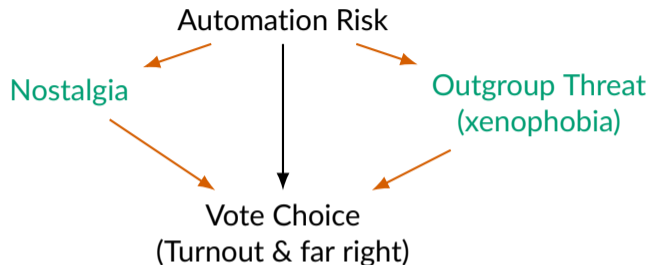 Automation Risk
Nostalgia
Outgroup Threat
(xenophobia)
Vote Choice
(Turnout & far right)